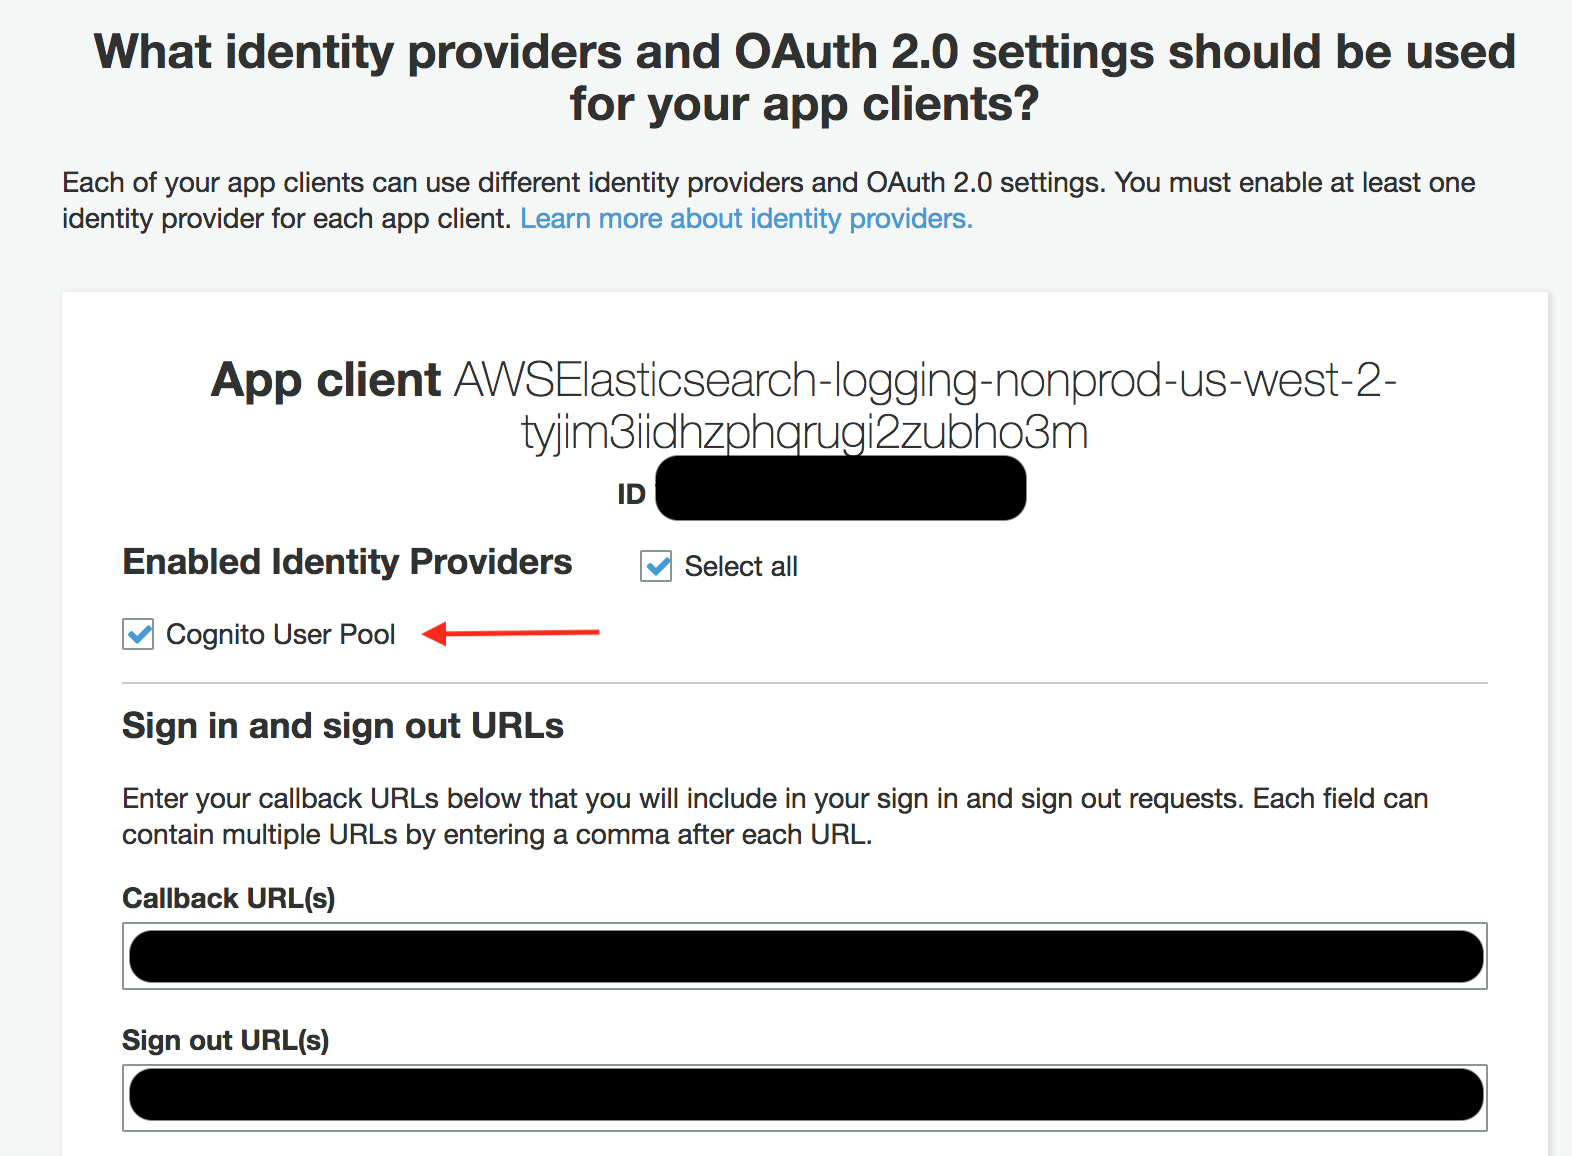 What identity providers and OAuth 2.0 settings should be used
for your app clients?
Each of your app clients can use different identity providers and OAuth 2.0 settings. You must enable at least one
identity provider for each app client. Learn more about identity providers.
App client AWSElasticsearch-logging-nonprod-us-west-2-
tyjim3iidhzphqrugi2zubho3m
ID
Enabled Identity Providers Select all
Cognito User Pool
Sign in and sign out URLs
Enter your callback URLs below that you will include in your sign in and sign out requests. Each field can
contain multiple URLs by entering a comma after each URL.
Callback URL(s)
Sign out URL(s)